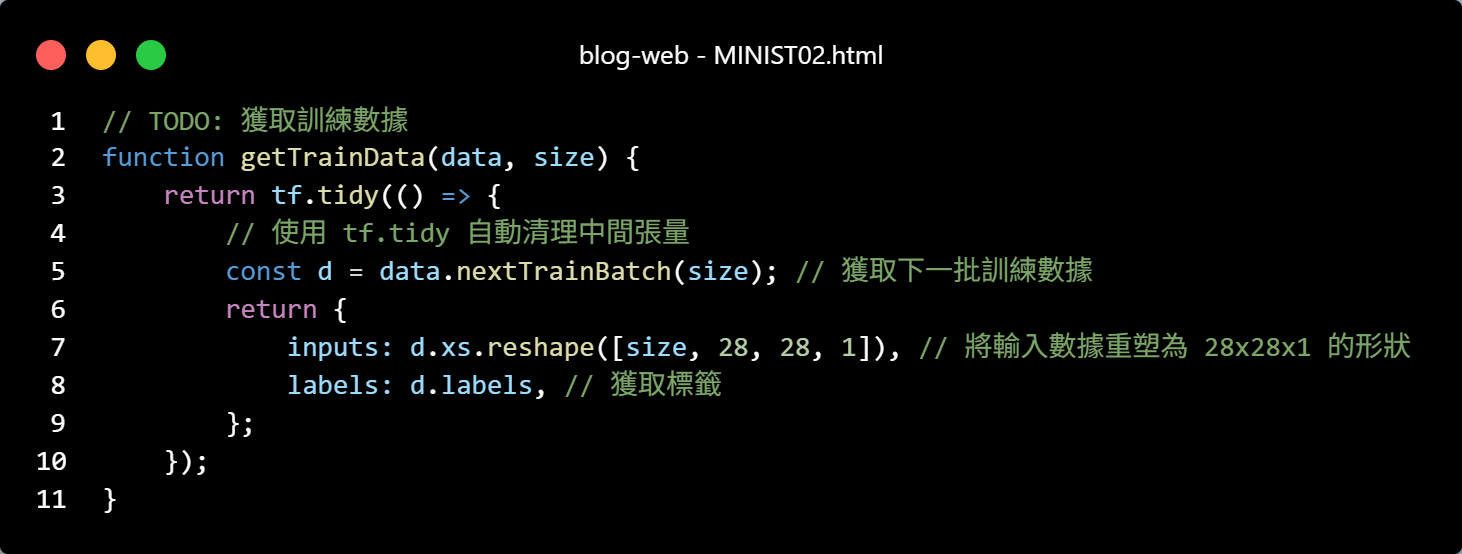 blog-web - MINIST02.html
1 // TODO: 獲取訓練數據
2 function getTrainData(data, size) {
3     return tf.tidy(() => {
4         // 使用 tf.tidy 自動清理中間張量
5         const d = data.nextTrainBatch(size); // 獲取下一批訓練數據
6         return {
7             inputs: d.xs.reshape([size, 28, 28, 1]), // 將輸入數據重塑為 28x28x1 的形狀
8             labels: d.labels, // 獲取標籤
9         };
10     });
11 }